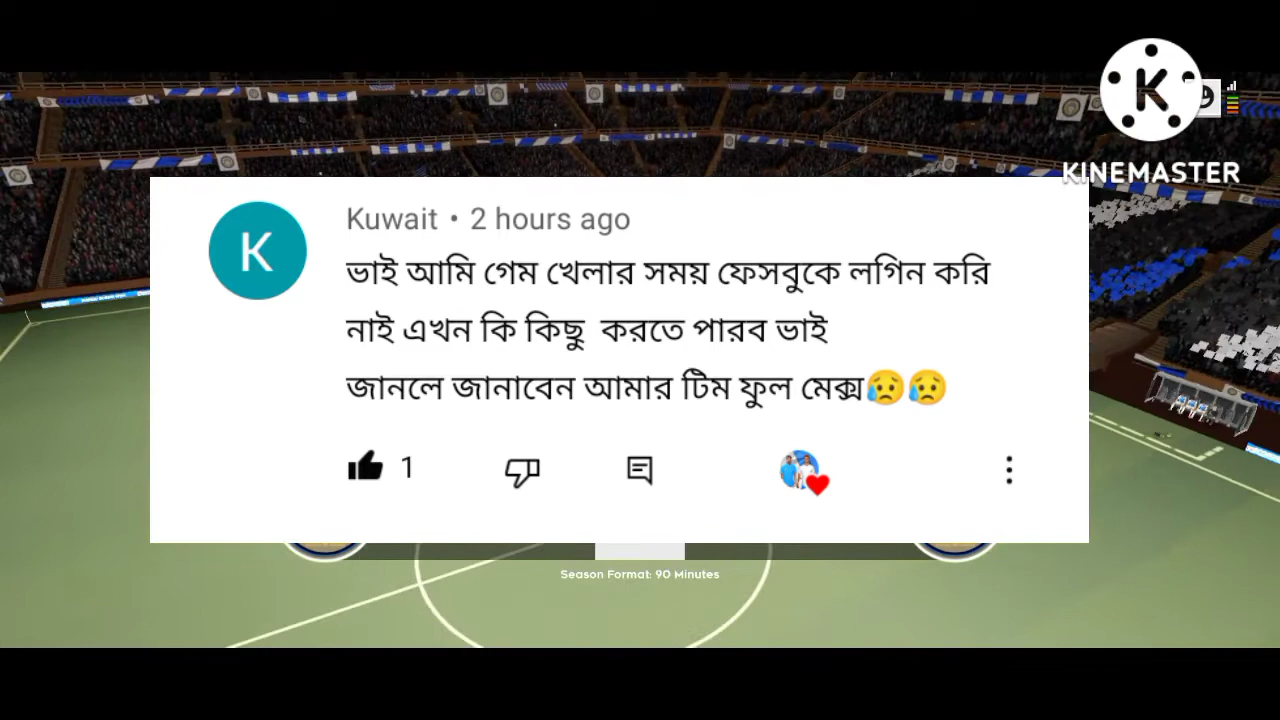 KINEMASTER
K
Kuwait • 2 hours ago
ভাই আমি গেম খেলার সময় ফেসবুকে লগিন করি
নাই এখন কি কিছু করতে পারব ভাই
জানলে জানাবেন আমার টিম ফুল মেক্স😥😥
1
Season Format: 90 Minutes